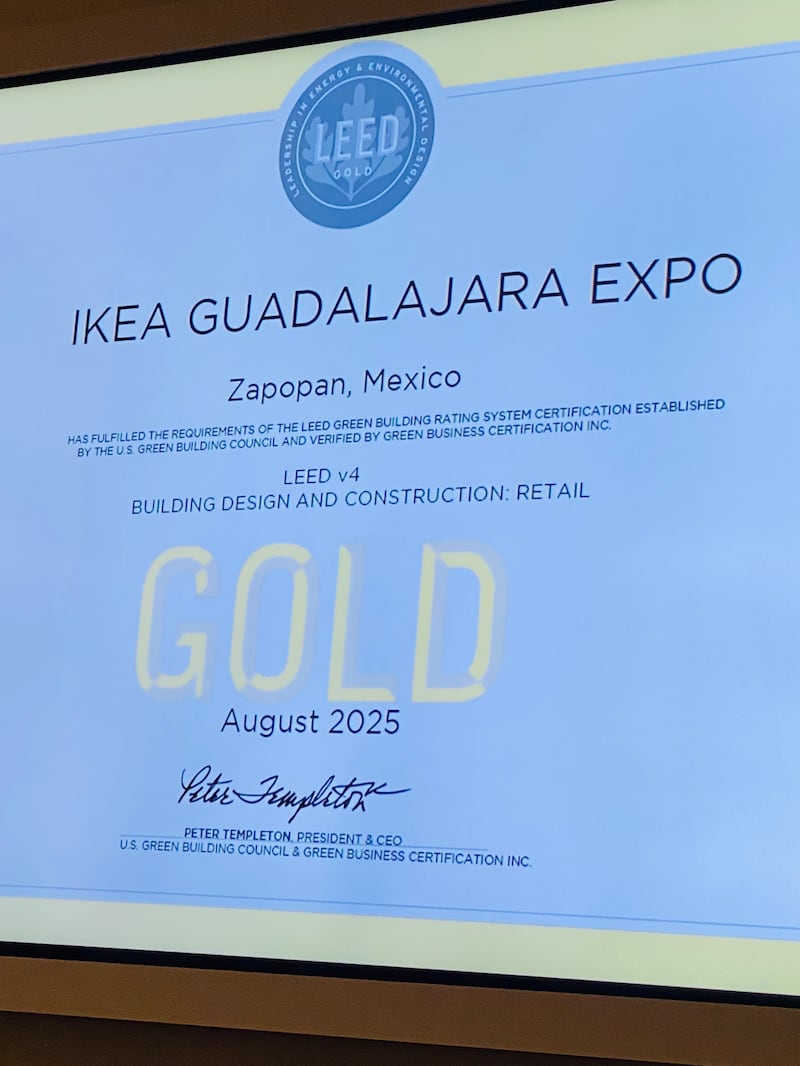 LEADERSHIP IN ENERGY & ENVIRONMENTAL DESIGN
LEED
GOLD
IKEA GUADALAJARA EXPO
Zapopan, Mexico
HAS FULFILLED THE REQUIREMENTS OF THE LEED GREEN BUILDING RATING SYSTEM CERTIFICATION ESTABLISHED
BY THE U.S. GREEN BUILDING COUNCIL AND VERIFIED BY GREEN BUSINESS CERTIFICATION INC.
LEED v4
BUILDING DESIGN AND CONSTRUCTION: RETAIL
GOLD
August 2025
Peter Templeton
PETER TEMPLETON, PRESIDENT & CEO
U.S. GREEN BUILDING COUNCIL & GREEN BUSINESS CERTIFICATION INC.